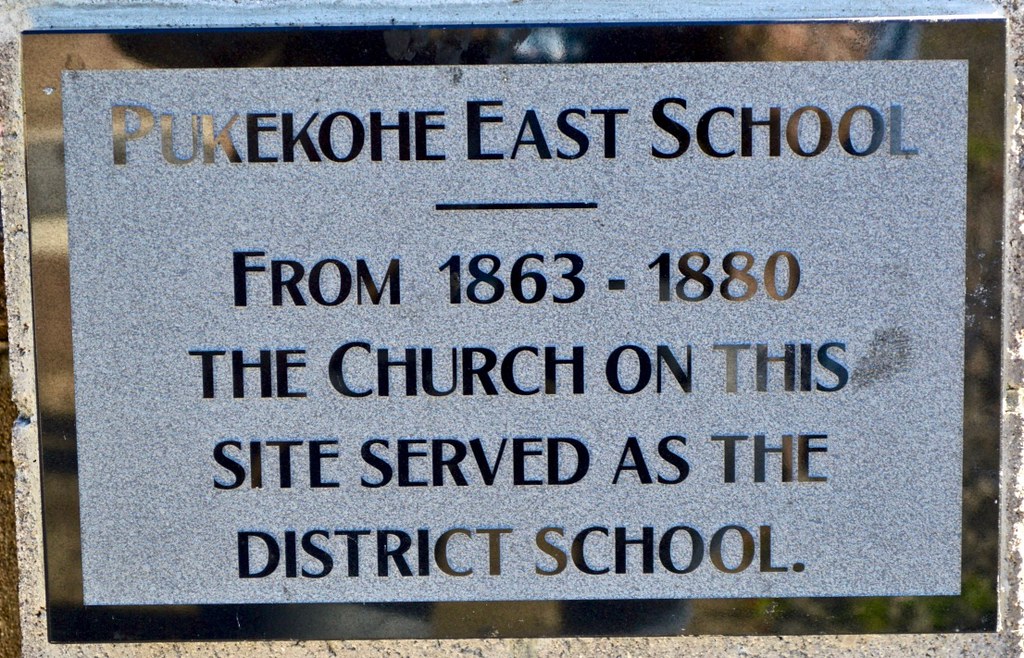 PUKEKOHE EAST SCHOOL
FROM 1863 - 1880
THE CHURCH ON THIS
SITE SERVED AS THE
DISTRICT SCHOOL.